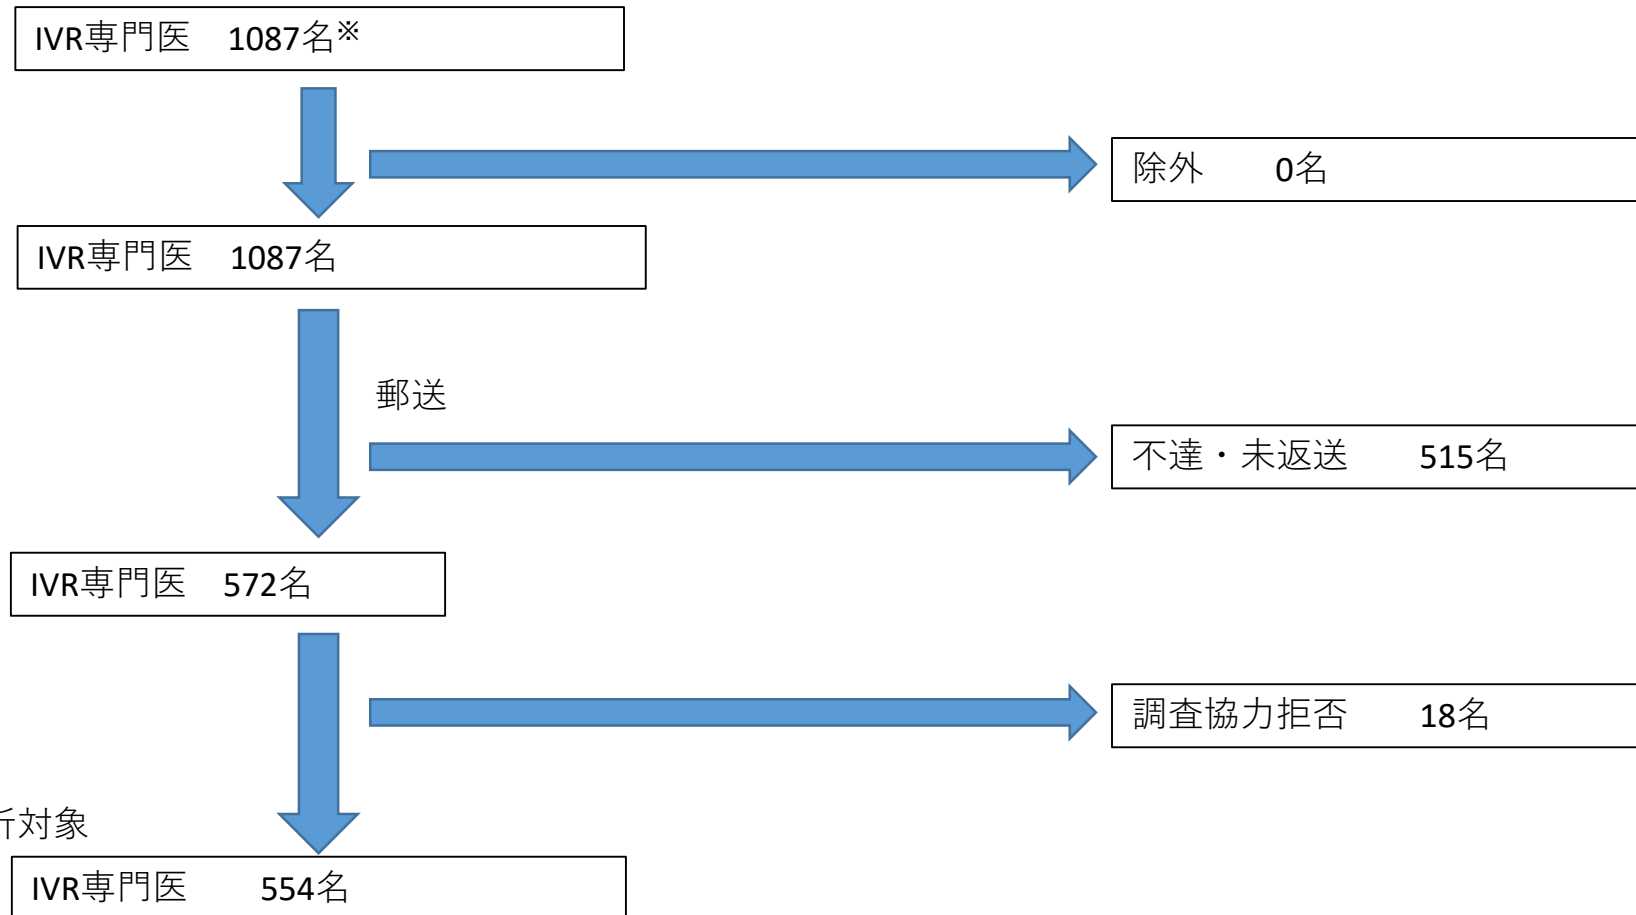 IVR専門医　1087名※
除外　　0名
IVR専門医　1087名
郵送
不達・未返送　　515名
IVR専門医　572名
調査協力拒否　　18名
析対象
IVR専門医　　554名